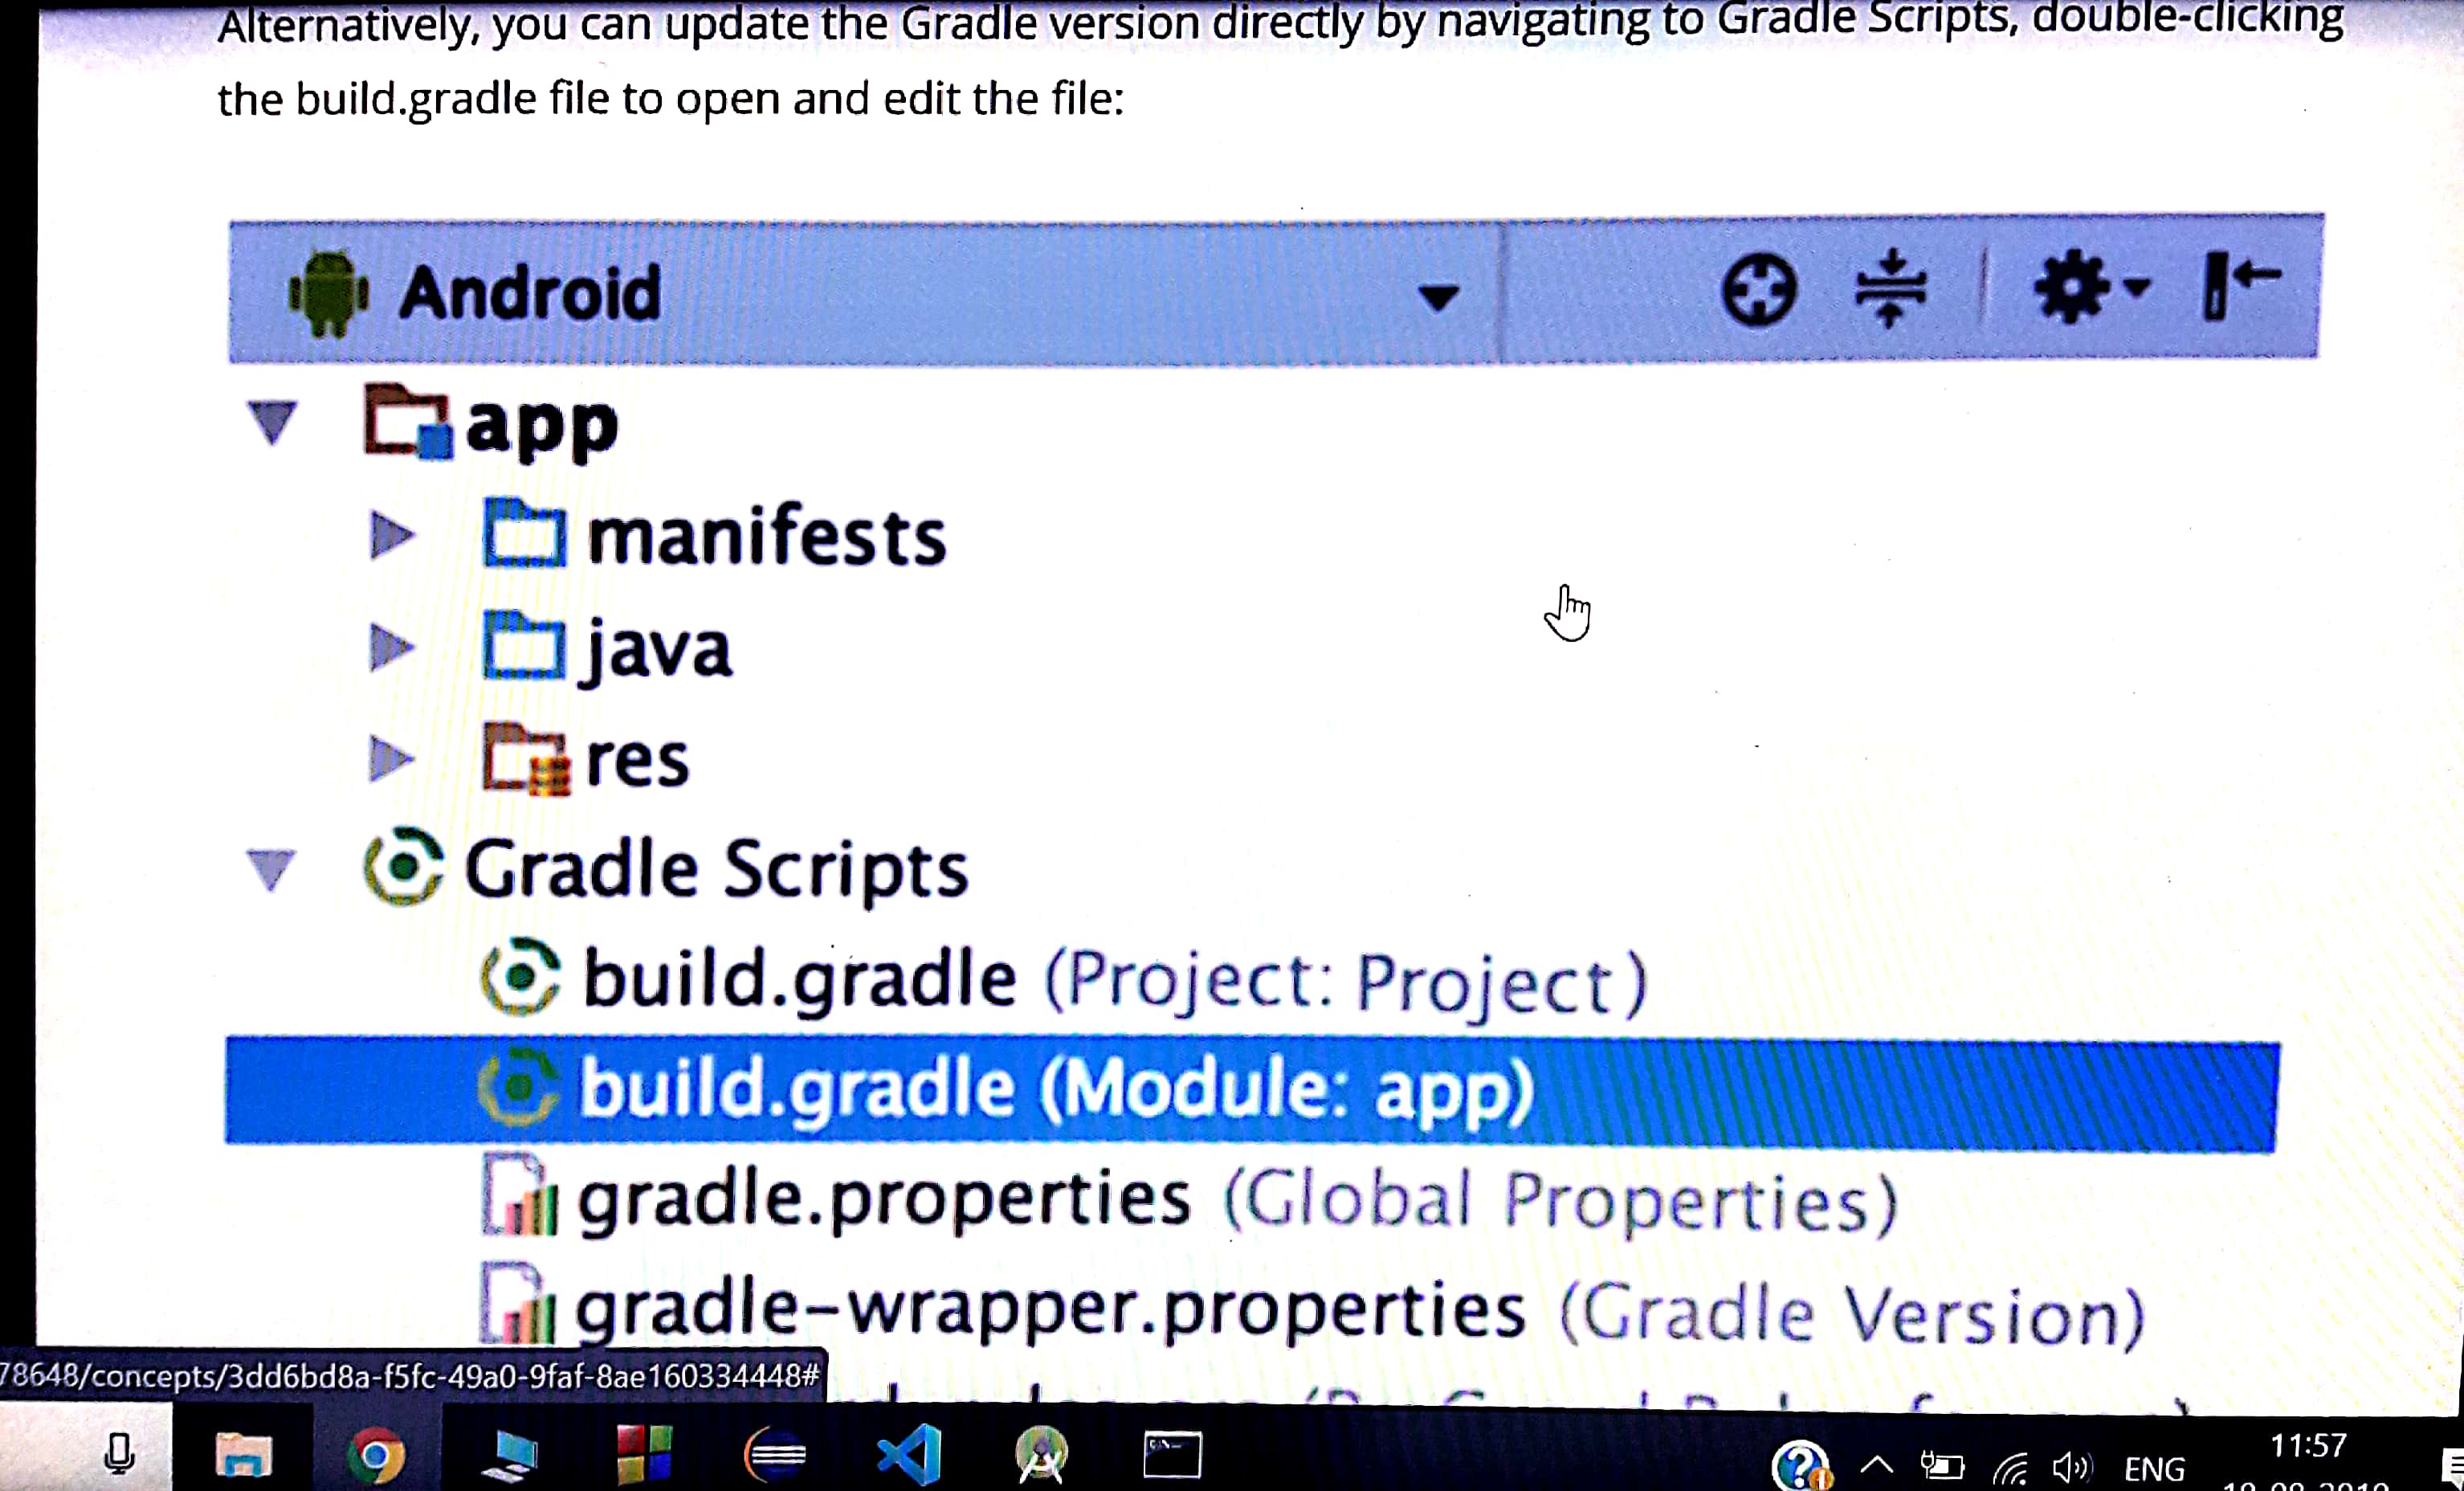 Alternatively, you can update the Gradle version directly by navigating to Gradle Scripts, double-clicking
the build.gradle file to open and edit the file:
Android
app
manifests
java
res
Gradle Scripts
build.gradle (Project: Project)
build.gradle (Module: app)
gradle.properties (Global Properties)
gradle-wrapper.properties (Gradle Version)
78648/concepts/3dd6bd8a-f5fc-49a0-9faf-8ae160334448#
ENG
11:57